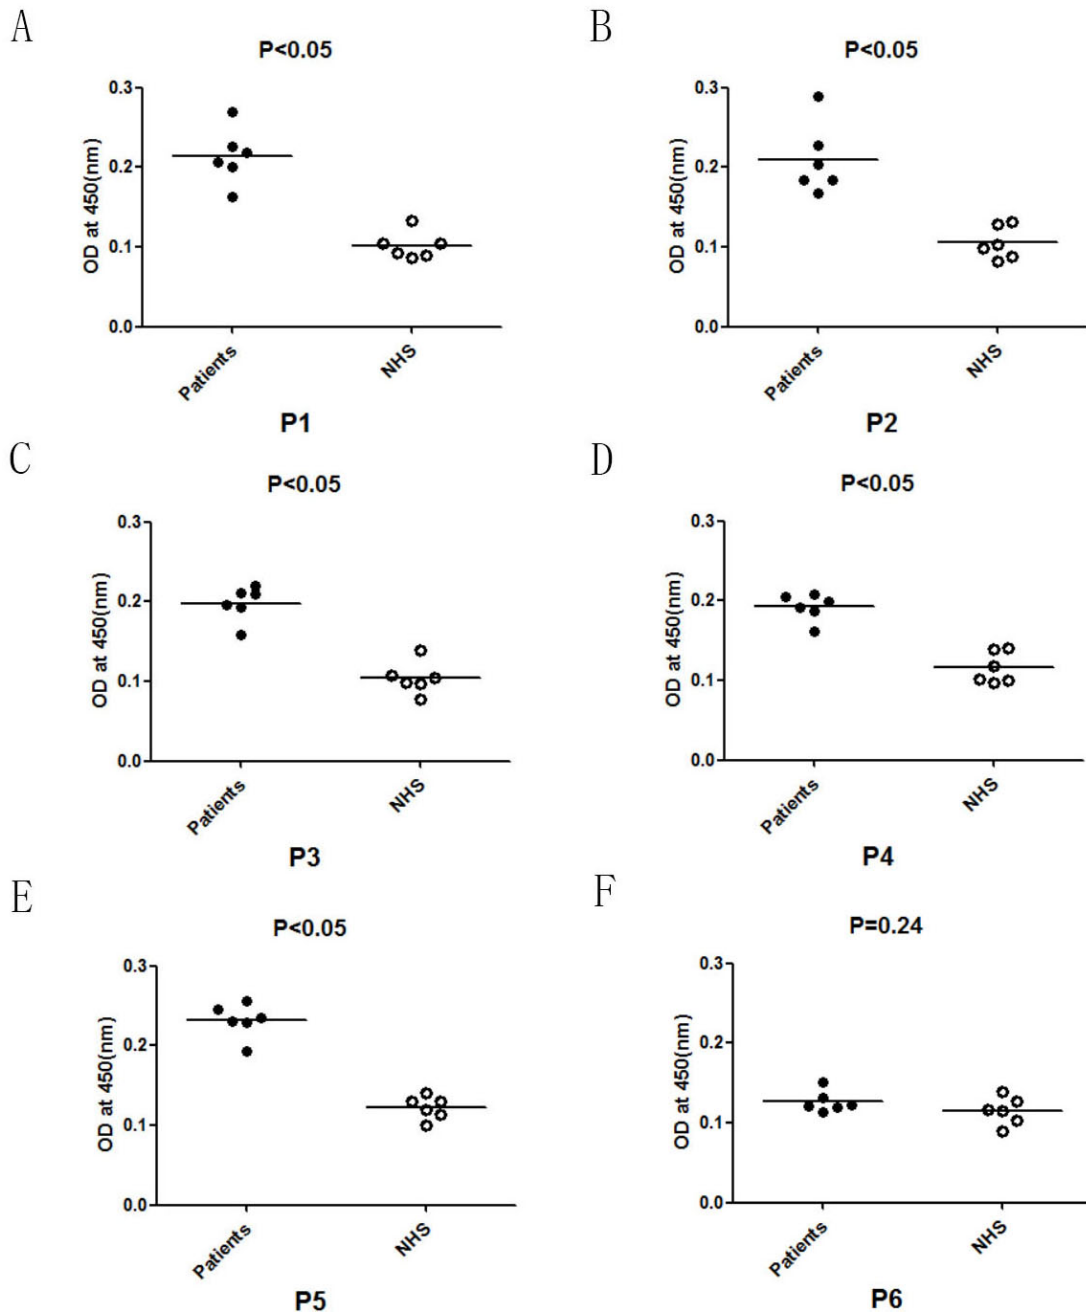 A
P<0.05
0.3
0.2
0.1
0.0
OD at 450(nm)
Patients
NHS
P1
B
P<0.05
0.3
0.2
0.1
0.0
OD at 450(nm)
Patients
NHS
P2
C
P<0.05
0.3
0.2
0.1
0.0
OD at 450(nm)
Patients
NHS
P3
D
P<0.05
0.3
0.2
0.1
0.0
OD at 450(nm)
Patients
NHS
P4
E
P<0.05
0.3
0.2
0.1
0.0
OD at 450(nm)
Patients
NHS
P5
F
P=0.24
0.3
0.2
0.1
0.0
OD at 450(nm)
Patients
NHS
P6